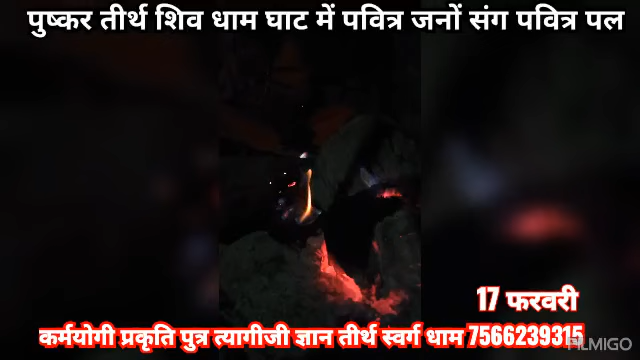 पुष्कर तीर्थ शिव धाम घाट में पवित्र जनों संग पवित्र पल
17 फरवरी
कर्मयोगी प्रकृति पुत्र त्यागीजी ज्ञान तीर्थ स्वर्ग धाम 7566239315
FILMIGO